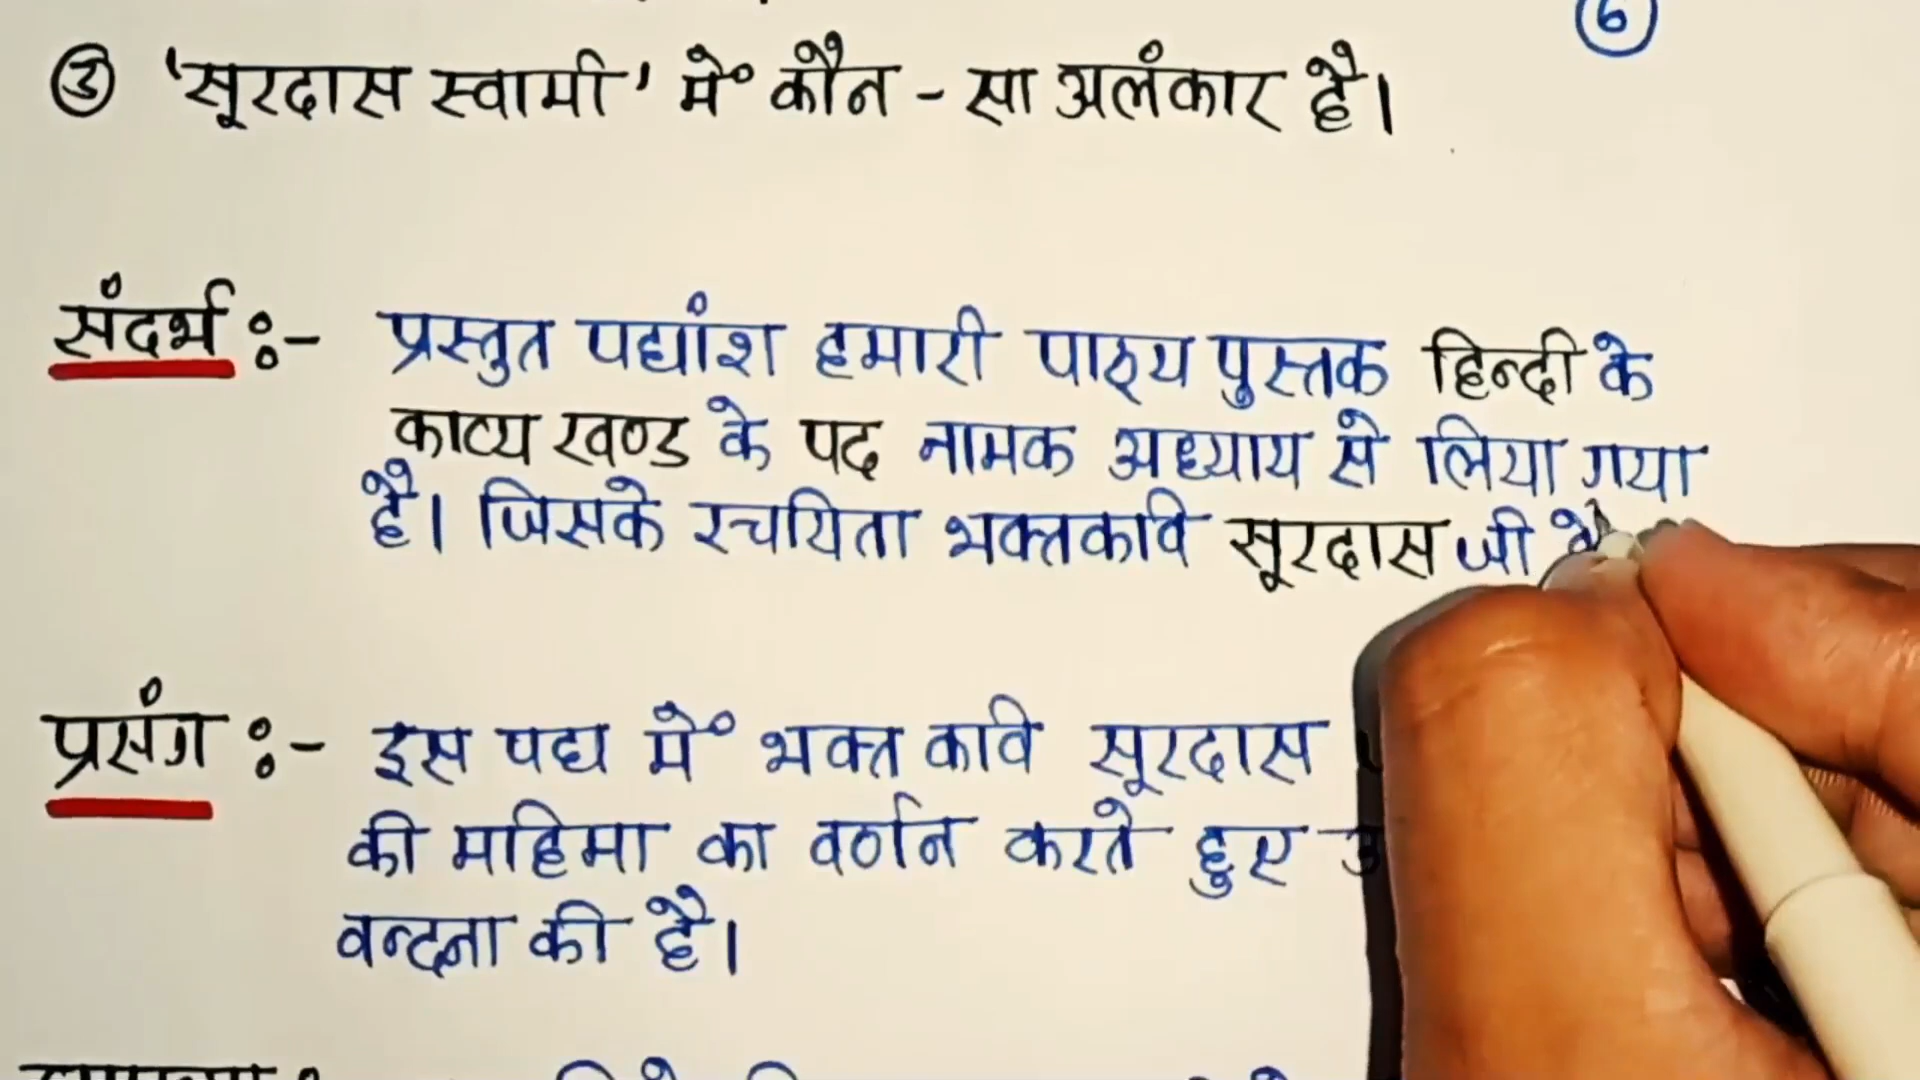 6
③ 'सूरदास स्वामी' में कौन - सा अलंकार है।
संदर्भ :- प्रस्तुत पद्यांश हमारी पाठ्य पुस्तक हिन्दी के
काव्य खण्ड के पद नामक अध्याय से लिया गया
है। जिसके रचयिता भक्तकवि सूरदास जी
प्रसंग :- इस पद्य में भक्त कवि सूरदास
की महिमा का वर्णन करते हुए
वन्दना की है।